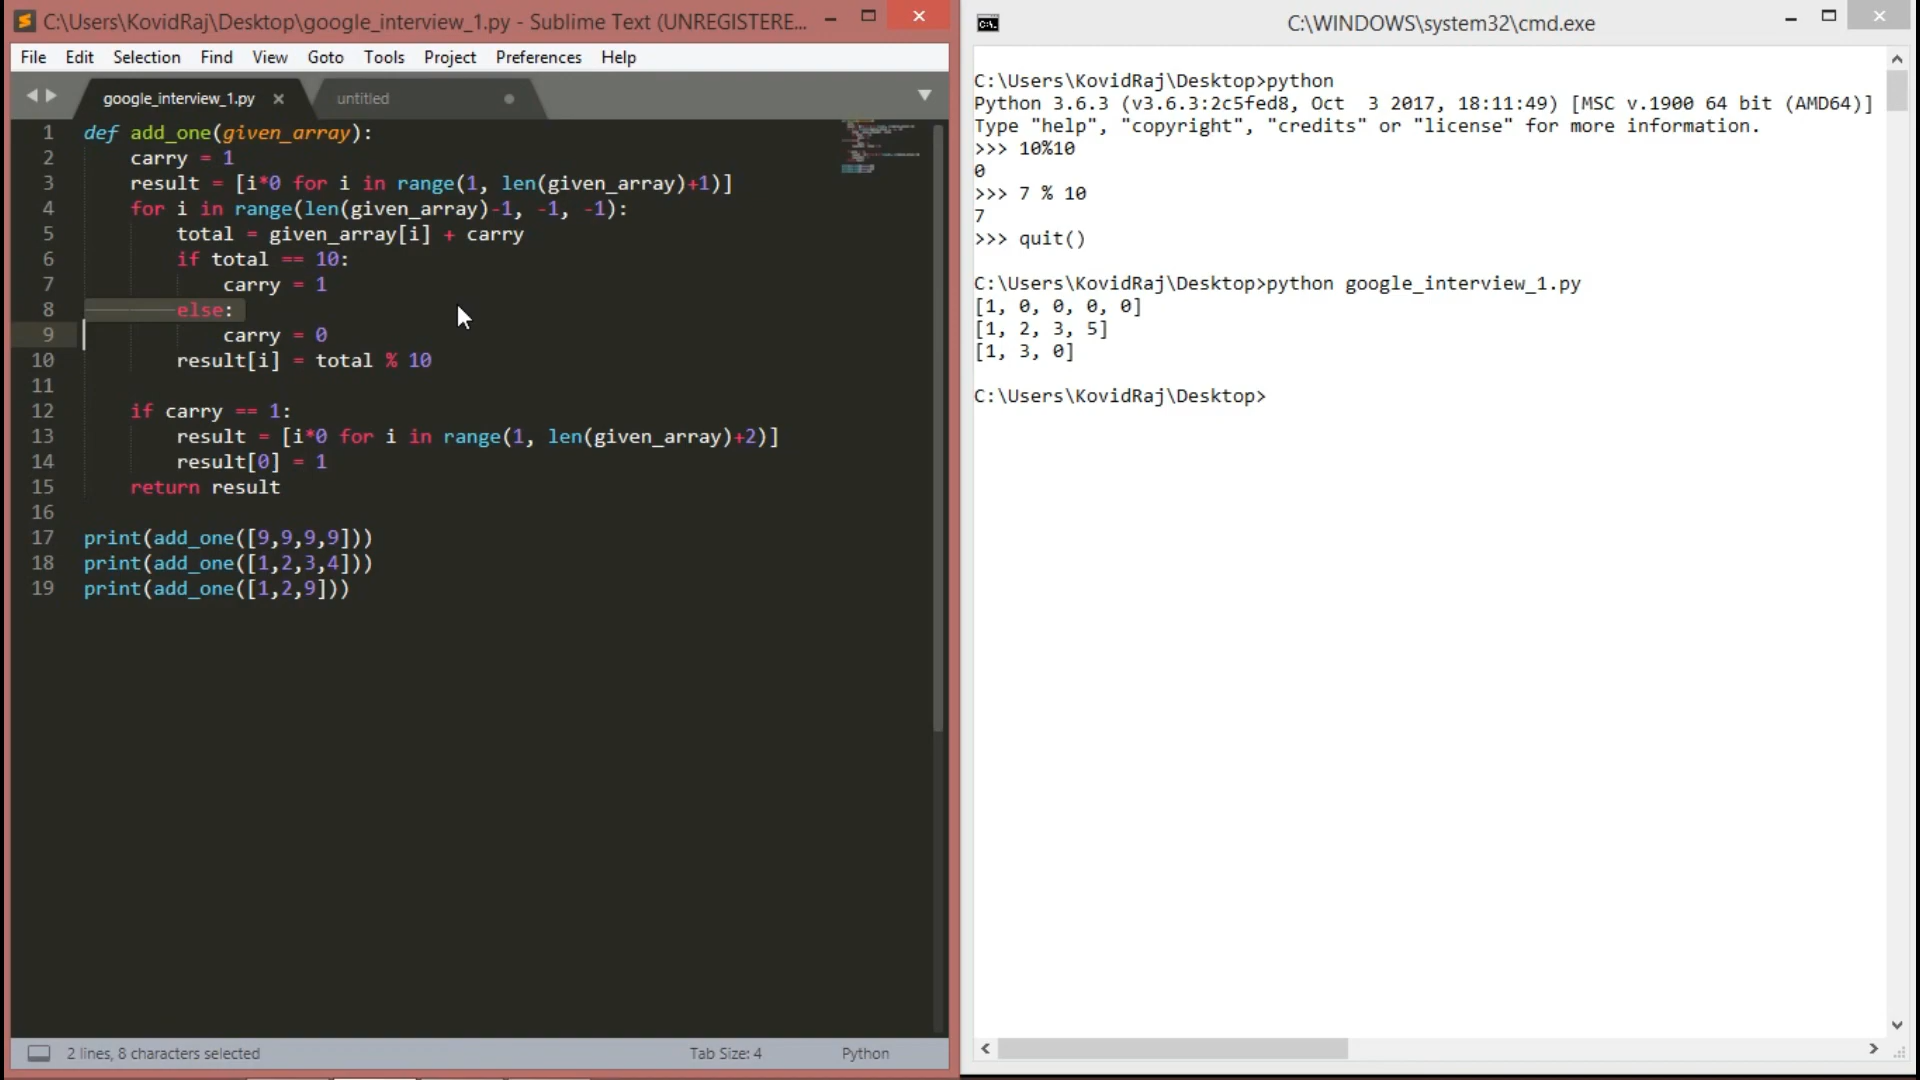 C:\Users\KovidRaj\Desktop\google_interview_1.py - Sublime Text (UNREGISTERE...
File Edit Selection Find View Goto Tools Project Preferences Help
google_interview_1.py untitled
1 def add_one(given_array):
2 carry = 1
3 result = [i*0 for i in range(1, len(given_array)+1)]
4 for i in range(len(given_array)-1, -1, -1):
5 total = given_array[i] + carry
6 if total == 10:
7 carry = 1
8 else:
9 carry = 0
10 result[i] = total % 10
11
12 if carry == 1:
13 result = [i*0 for i in range(1, len(given_array)+2)]
14 result[0] = 1
15 return result
16
17 print(add_one([9,9,9,9]))
18 print(add_one([1,2,3,4]))
19 print(add_one([1,2,9]))
2 lines, 8 characters selected Tab Size: 4 Python
C:\WINDOWS\system32\cmd.exe
C:\Users\KovidRaj\Desktop>python
Python 3.6.3 (v3.6.3:2c5fed8, Oct 3 2017, 18:11:49) [MSC v.1900 64 bit (AMD64)]
Type "help", "copyright", "credits" or "license" for more information.
>>> 10%10
0
>>> 7 % 10
7
>>> quit()
C:\Users\KovidRaj\Desktop>python google_interview_1.py
[1, 0, 0, 0, 0]
[1, 2, 3, 5]
[1, 3, 0]
C:\Users\KovidRaj\Desktop>